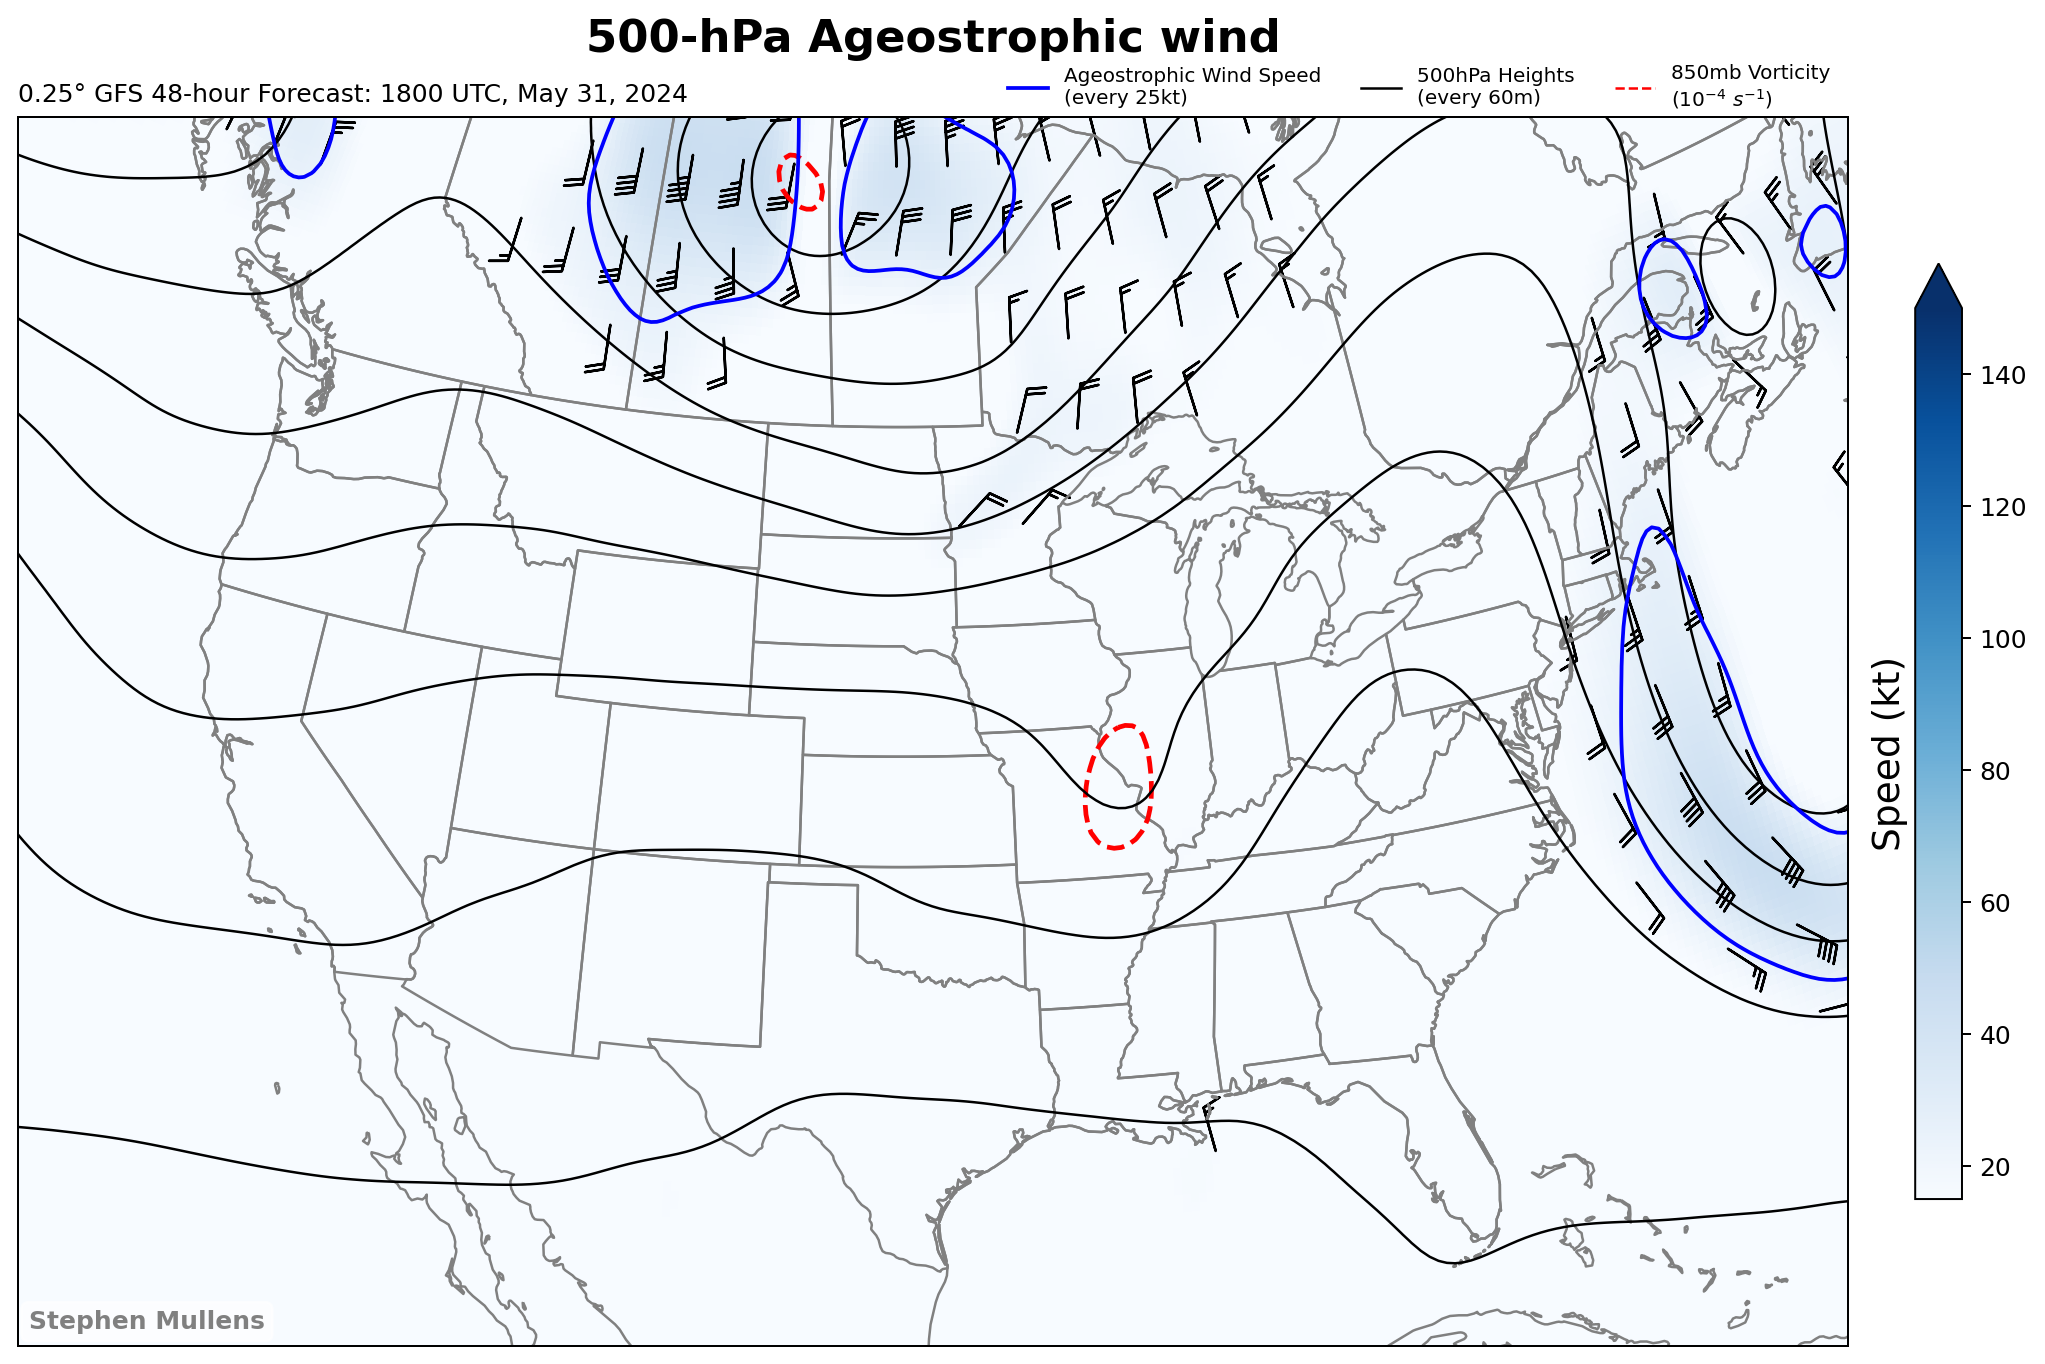 500-hPa Ageostrophic wind
0.25° GFS 48-hour Forecast: 1800 UTC, May 31, 2024
Ageostrophic Wind Speed
(every 25kt)
500hPa Heights
(every 60m)
850mb Vorticity
(10⁻⁴ s⁻¹)
140
120
100
80
60
40
20
Speed (kt)
Stephen Mullens